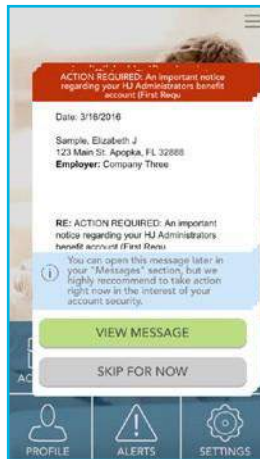 ACTION REQUIRED: An important notice
regarding your HJ Administrators benefit
account (First Requ
Date: 3/16/2016
Sample, Elizabeth J
123 Main St. Apopka, FL 32888
Employer: Company Three
RE: ACTION REQUIRED: An important
notice regarding your HJ Administrators
benefit account (First Requ
You can open this message later in
your "Messages" section, but we
highly reccommend to take action
right now in the interest of your
account security.
VIEW MESSAGE
SKIP FOR NOW
PROFILE
ALERTS
SETTINGS